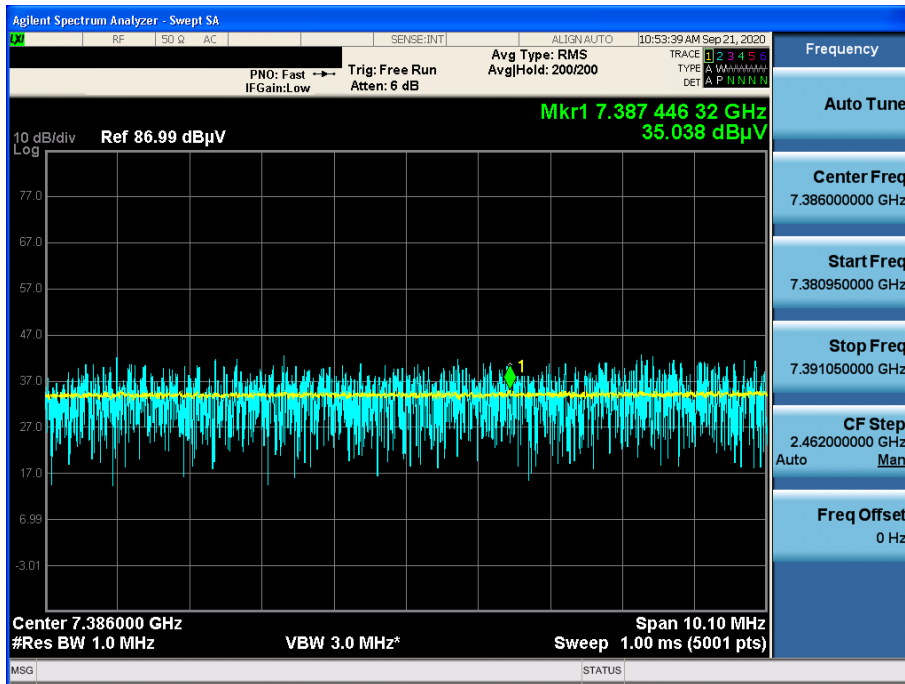 Agilent Spectrum Analyzer - Swept SA
LXI RF 50 Ω AC SENSE:INT ALIGN AUTO 10:53:39 AM Sep 21, 2020
Frequency
PNO: Fast Trig: Free Run Avg Type: RMS TRACE 1 2 3 4 5 6
IFGain:Low Atten: 6 dB Avg|Hold: 200/200 TYPE A WWWWW
DET A P N N N N
Auto Tune
Mkr1 7.387 446 32 GHz
35.038 dBµV
10 dB/div Ref 86.99 dBµV
Log
77.0
67.0
57.0
47.0
37.0
27.0
17.0
6.99
-3.01
1
Center Freq
7.386000000 GHz
Start Freq
7.380950000 GHz
Stop Freq
7.391050000 GHz
CF Step
2.462000000 GHz
Auto Man
Freq Offset
0 Hz
Center 7.386000 GHz Span 10.10 MHz
#Res BW 1.0 MHz VBW 3.0 MHz* Sweep 1.00 ms (5001 pts)
MSG STATUS